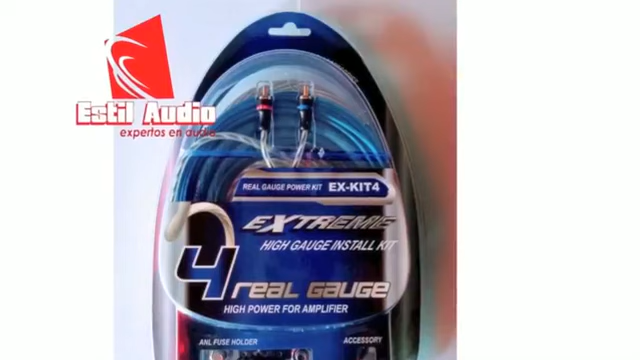 Estil Audio
expertos en audio
REAL GAUGE POWER KIT EX-KIT4
EXTREME
HIGH GAUGE INSTALL KIT
4 real GAUGE
HIGH POWER FOR AMPLIFIER
ANL FUSE HOLDER
ACCESSORY